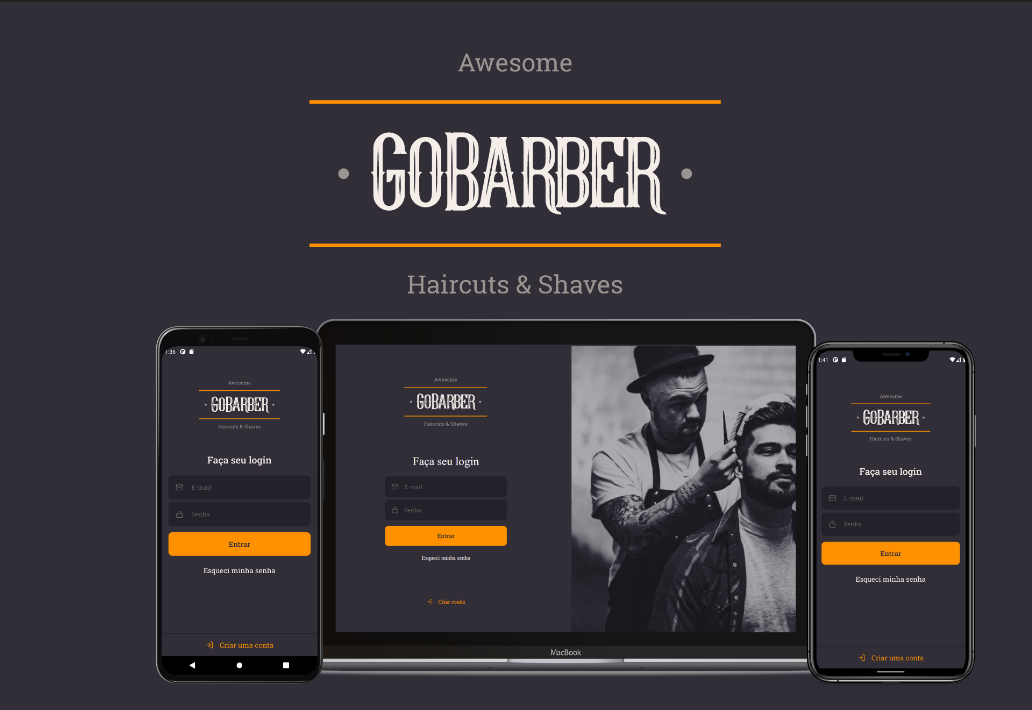 Awesome
GOBARBER
Haircuts & Shaves
1:36
Awesome
GOBARBER
Haircuts & Shaves
Faça seu login
E-mail
Senha
Entrar
Esqueci minha senha
Criar uma conta
Awesome
GOBARBER
Haircuts & Shaves
Faça seu login
E-mail
Senha
Entrar
Esqueci minha senha
Criar conta
MacBook
1:41
Awesome
GOBARBER
Haircuts & Shaves
Faça seu login
E-mail
Senha
Entrar
Esqueci minha senha
Criar uma conta